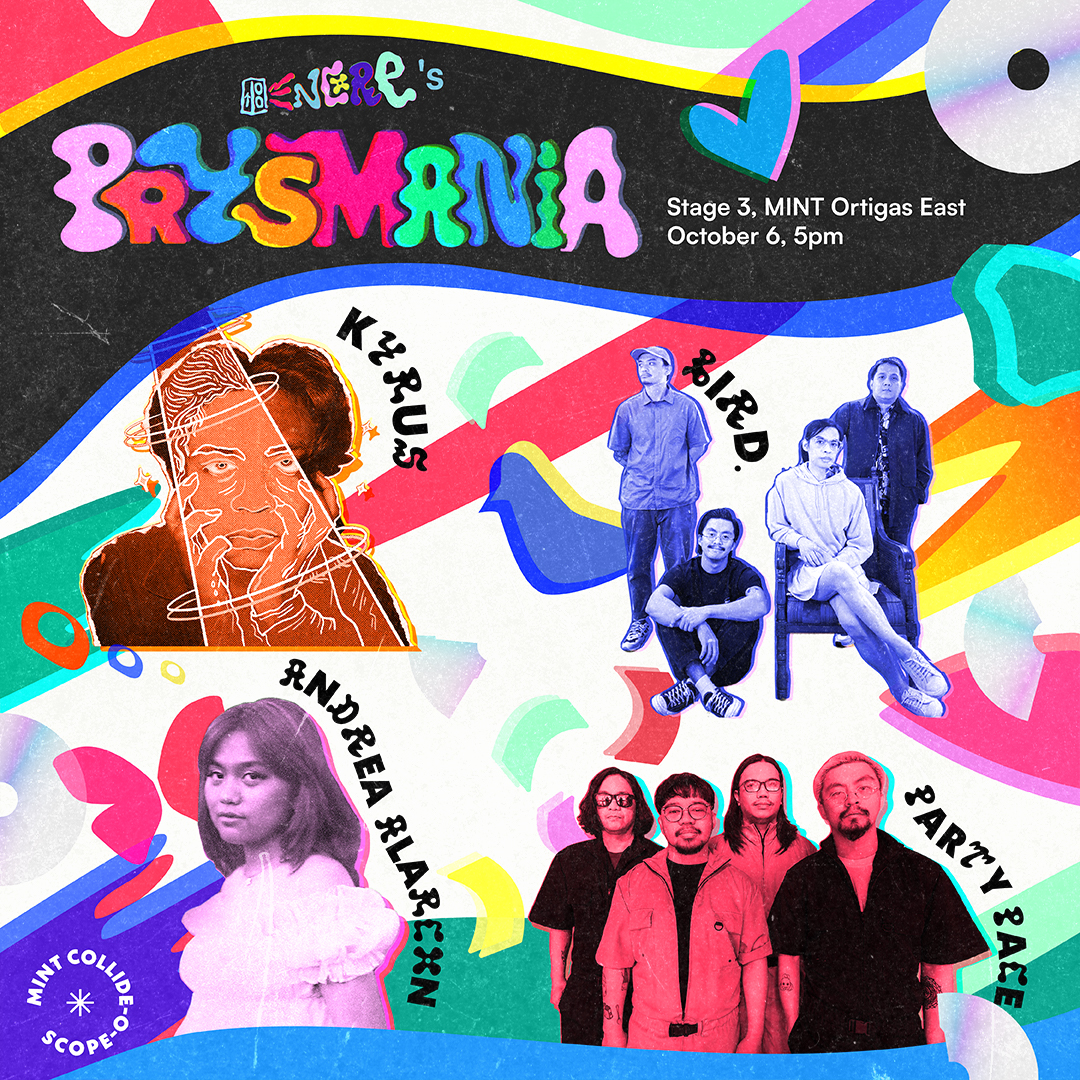 PRYSMANIA
Stage 3, MINT Ortigas East
October 6, 5pm
KYRUS
BIRD.
ANDREA ALARCON
PARTY PACE
MINT COLLIDE-O
SCOPE-O